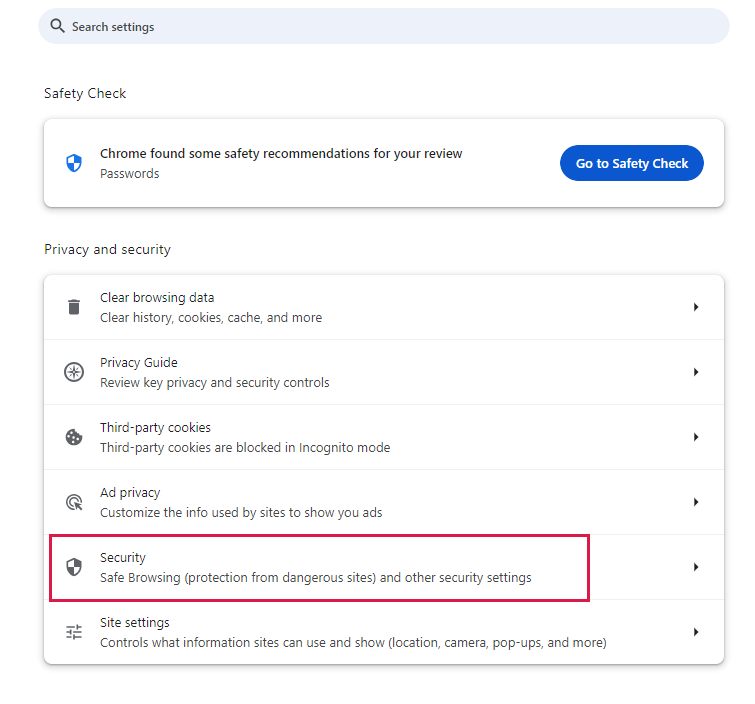 Search settings
Safety Check
Chrome found some safety recommendations for your review
Passwords
Go to Safety Check
Privacy and security
Clear browsing data
Clear history, cookies, cache, and more
Privacy Guide
Review key privacy and security controls
Third-party cookies
Third-party cookies are blocked in Incognito mode
Ad privacy
Customize the info used by sites to show you ads
Security
Safe Browsing (protection from dangerous sites) and other security settings
Site settings
Controls what information sites can use and show (location, camera, pop-ups, and more)